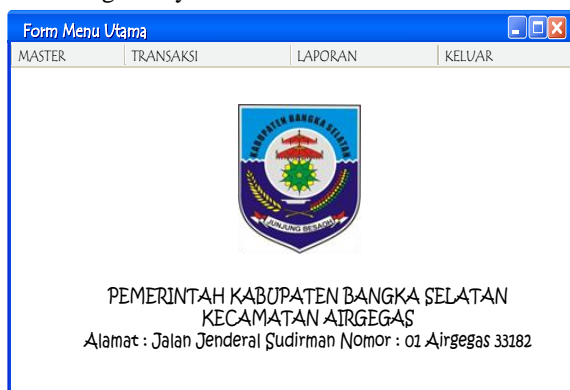 Form Menu Utama
MASTER TRANSAKSI LAPORAN KELUAR
KABUPATEN BANGKA SELATAN
JUNJUNG BESAOH
PEMERINTAH KABUPATEN BANGKA SELATAN
KECAMATAN AIRGEGAS
Alamat : Jalan Jenderal Sudirman Nomor : 01 Airgegas 33182